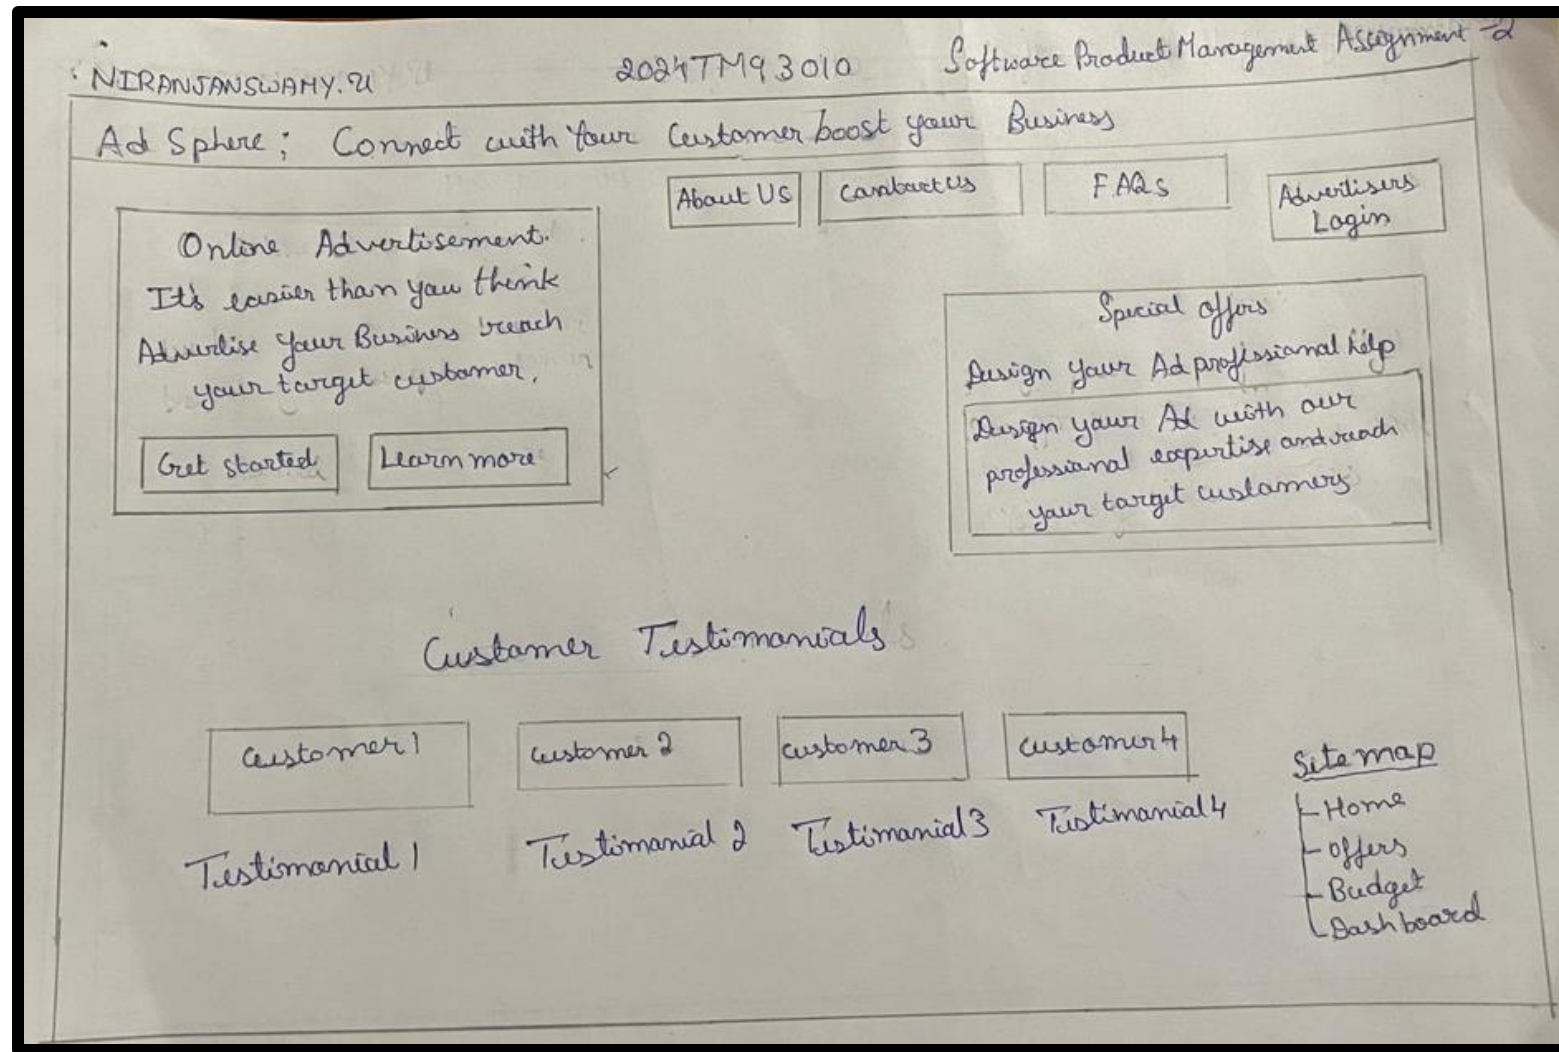 NIRANJANSWAMY.U 2024TM93010 Software Product Management Assignment -2
Ad Sphere ; Connect with Your Customer boost your Business
About Us Contact Us F.AQs Advertisers
Login
Online Advertisement.
It's easier than you think
Advertise Your Business reach
your target customer.
Get started Learn more
Special offers
Design your Ad professional help
Design your Ad with our
professional expertise and reach
your target customers
Customer Testimonials
Customer 1 Customer 2 Customer 3 Customer 4
Testimonial 1 Testimonial 2 Testimonial 3 Testimonial 4
Site map
Home
offers
Budget
Dashboard